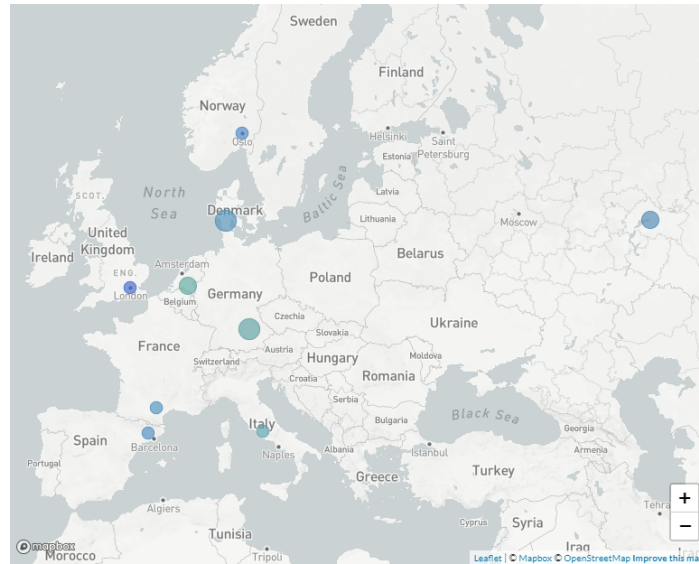 Sweden
Finland
Norway
Oslo
Helsinki
Saint
Petersburg
Estonia
Baltic Sea
Latvia
SCOT.
North
Sea
Denmark
Lithuania
Moscow
United
Kingdom
Ireland
Belarus
ENG.
Amsterdam
London
Belgium
Germany
Poland
Czechia
Ukraine
Slovakia
France
Austria
Switzerland
Hungary
Moldova
Croatia
Romania
Serbia
Black Sea
Italy
Bulgaria
Georgia
Spain
Barcelona
Naples
Albania
Istanbul
Armenia
Portugal
Greece
Turkey
Tehra
+
−
Algiers
Tunisia
Cyprus
Syria
Iraq
mapbox
Morocco
Tripoli
Leaflet | © Mapbox © OpenStreetMap Improve this ma